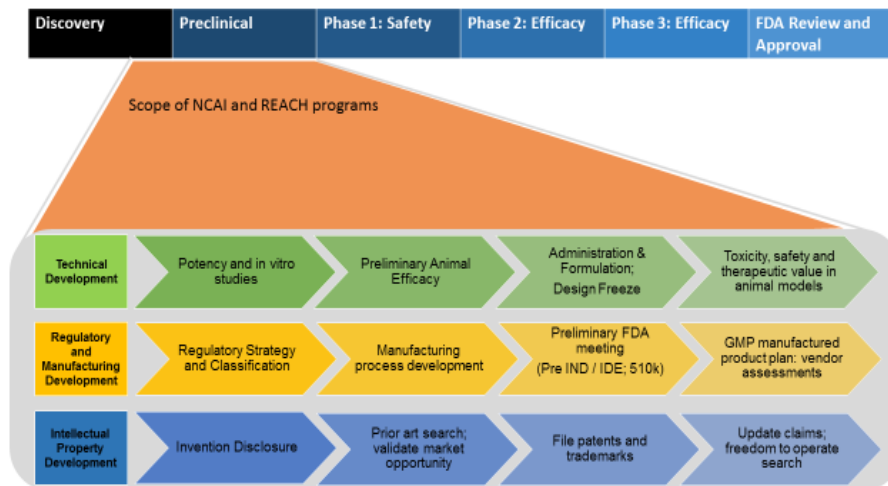 Discovery
Preclinical
Phase 1: Safety
Phase 2: Efficacy
Phase 3: Efficacy
FDA Review and
Approval
Scope of NCAI and REACH programs
Technical
Development
Potency and in vitro
studies
Preliminary Animal
Efficacy
Administration &
Formulation;
Design Freeze
Toxicity, safety and
therapeutic value in
animal models
Regulatory
and
Manufacturing
Development
Regulatory Strategy
and Classification
Manufacturing
process development
Preliminary FDA
meeting
(Pre IND / IDE; 510k)
GMP manufactured
product plan: vendor
assessments
Intellectual
Property
Development
Invention Disclosure
Prior art search;
validate market
opportunity
File patents and
trademarks
Update claims;
freedom to operate
search